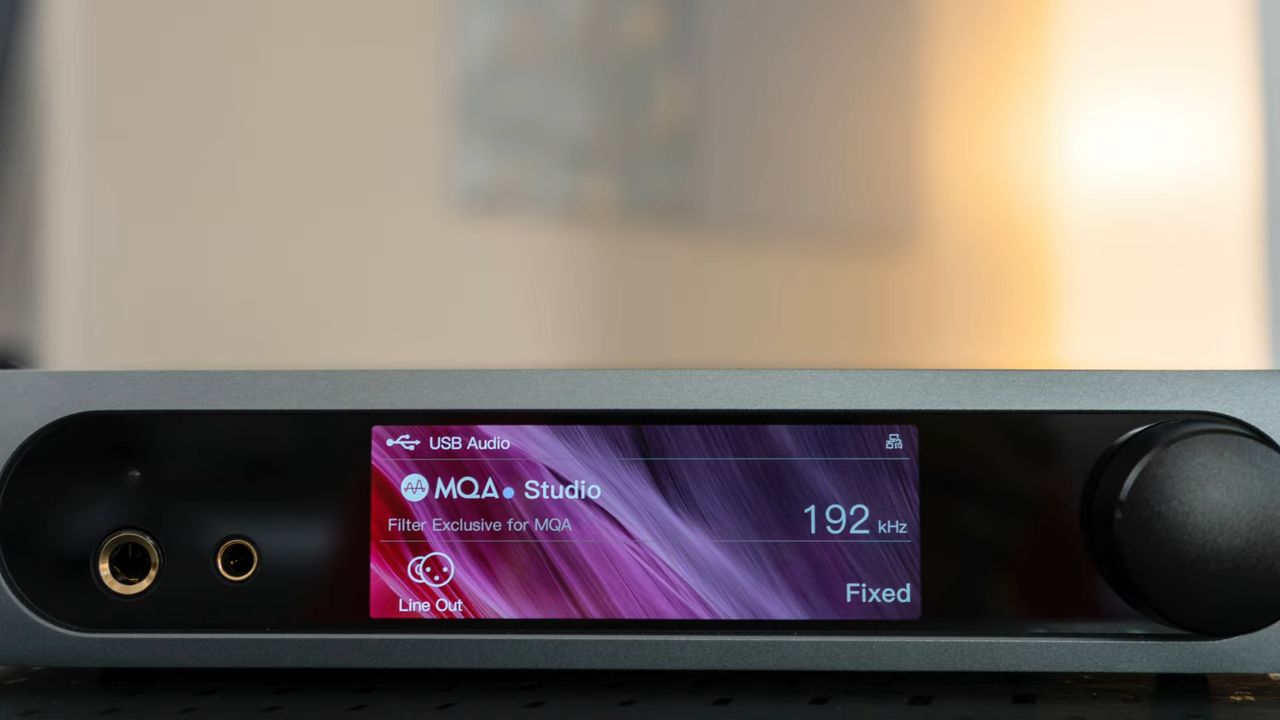 USB Audio
MQA Studio
Filter Exclusive for MQA
192 kHz
Line Out
Fixed